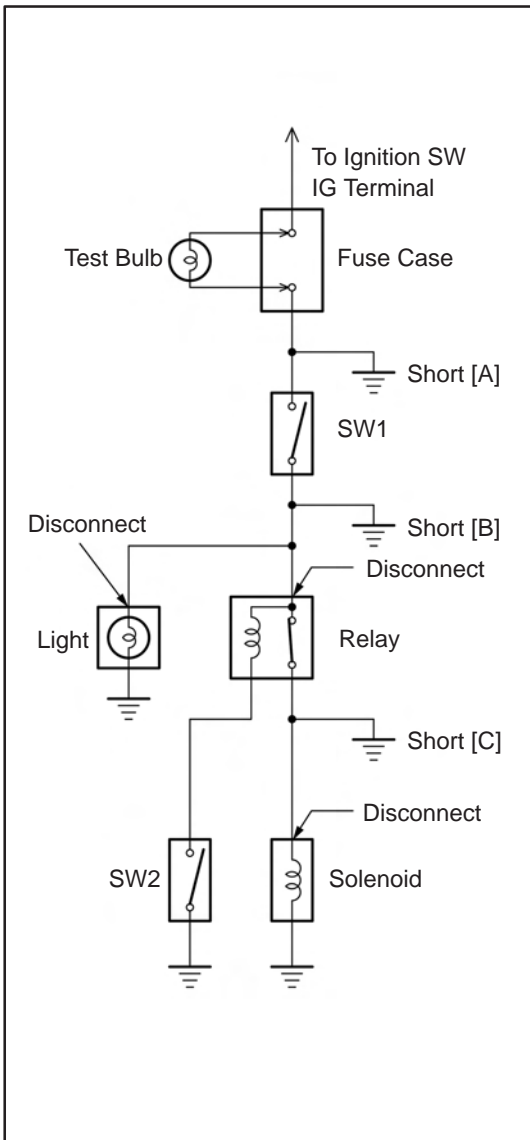 To Ignition SW
IG Terminal
Test Bulb
Fuse Case
Short [A]
SW1
Disconnect
Short [B]
Disconnect
Light
Relay
Short [C]
Disconnect
SW2
Solenoid